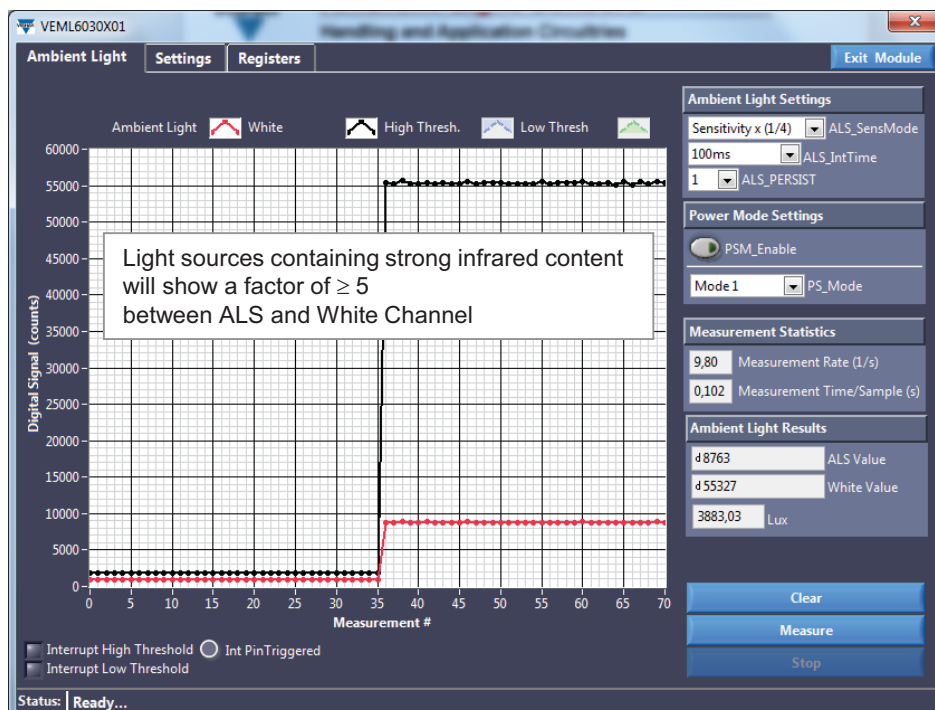 VEML6030X01
Handling and Application Circuitries
Ambient Light Settings Registers Exit Module
Ambient Light White High Thresh. Low Thresh
60000
55000
50000
45000
40000
35000
30000
25000
20000
15000
10000
5000
0
Digital Signal (counts)
Light sources containing strong infrared content
will show a factor of ≥ 5
between ALS and White Channel
0 5 10 15 20 25 30 35 40 45 50 55 60 65 70
Measurement #
Interrupt High Threshold Int PinTriggered
Interrupt Low Threshold
Ambient Light Settings
Sensitivity x (1/4) ALS_SensMode
100ms ALS_IntTime
1 ALS_PERSIST
Power Mode Settings
PSM_Enable
Mode 1 PS_Mode
Measurement Statistics
9,80 Measurement Rate (1/s)
0,102 Measurement Time/Sample (s)
Ambient Light Results
d 8763 ALS Value
d 55327 White Value
3883,03 Lux
Clear
Measure
Stop
Status: Ready...